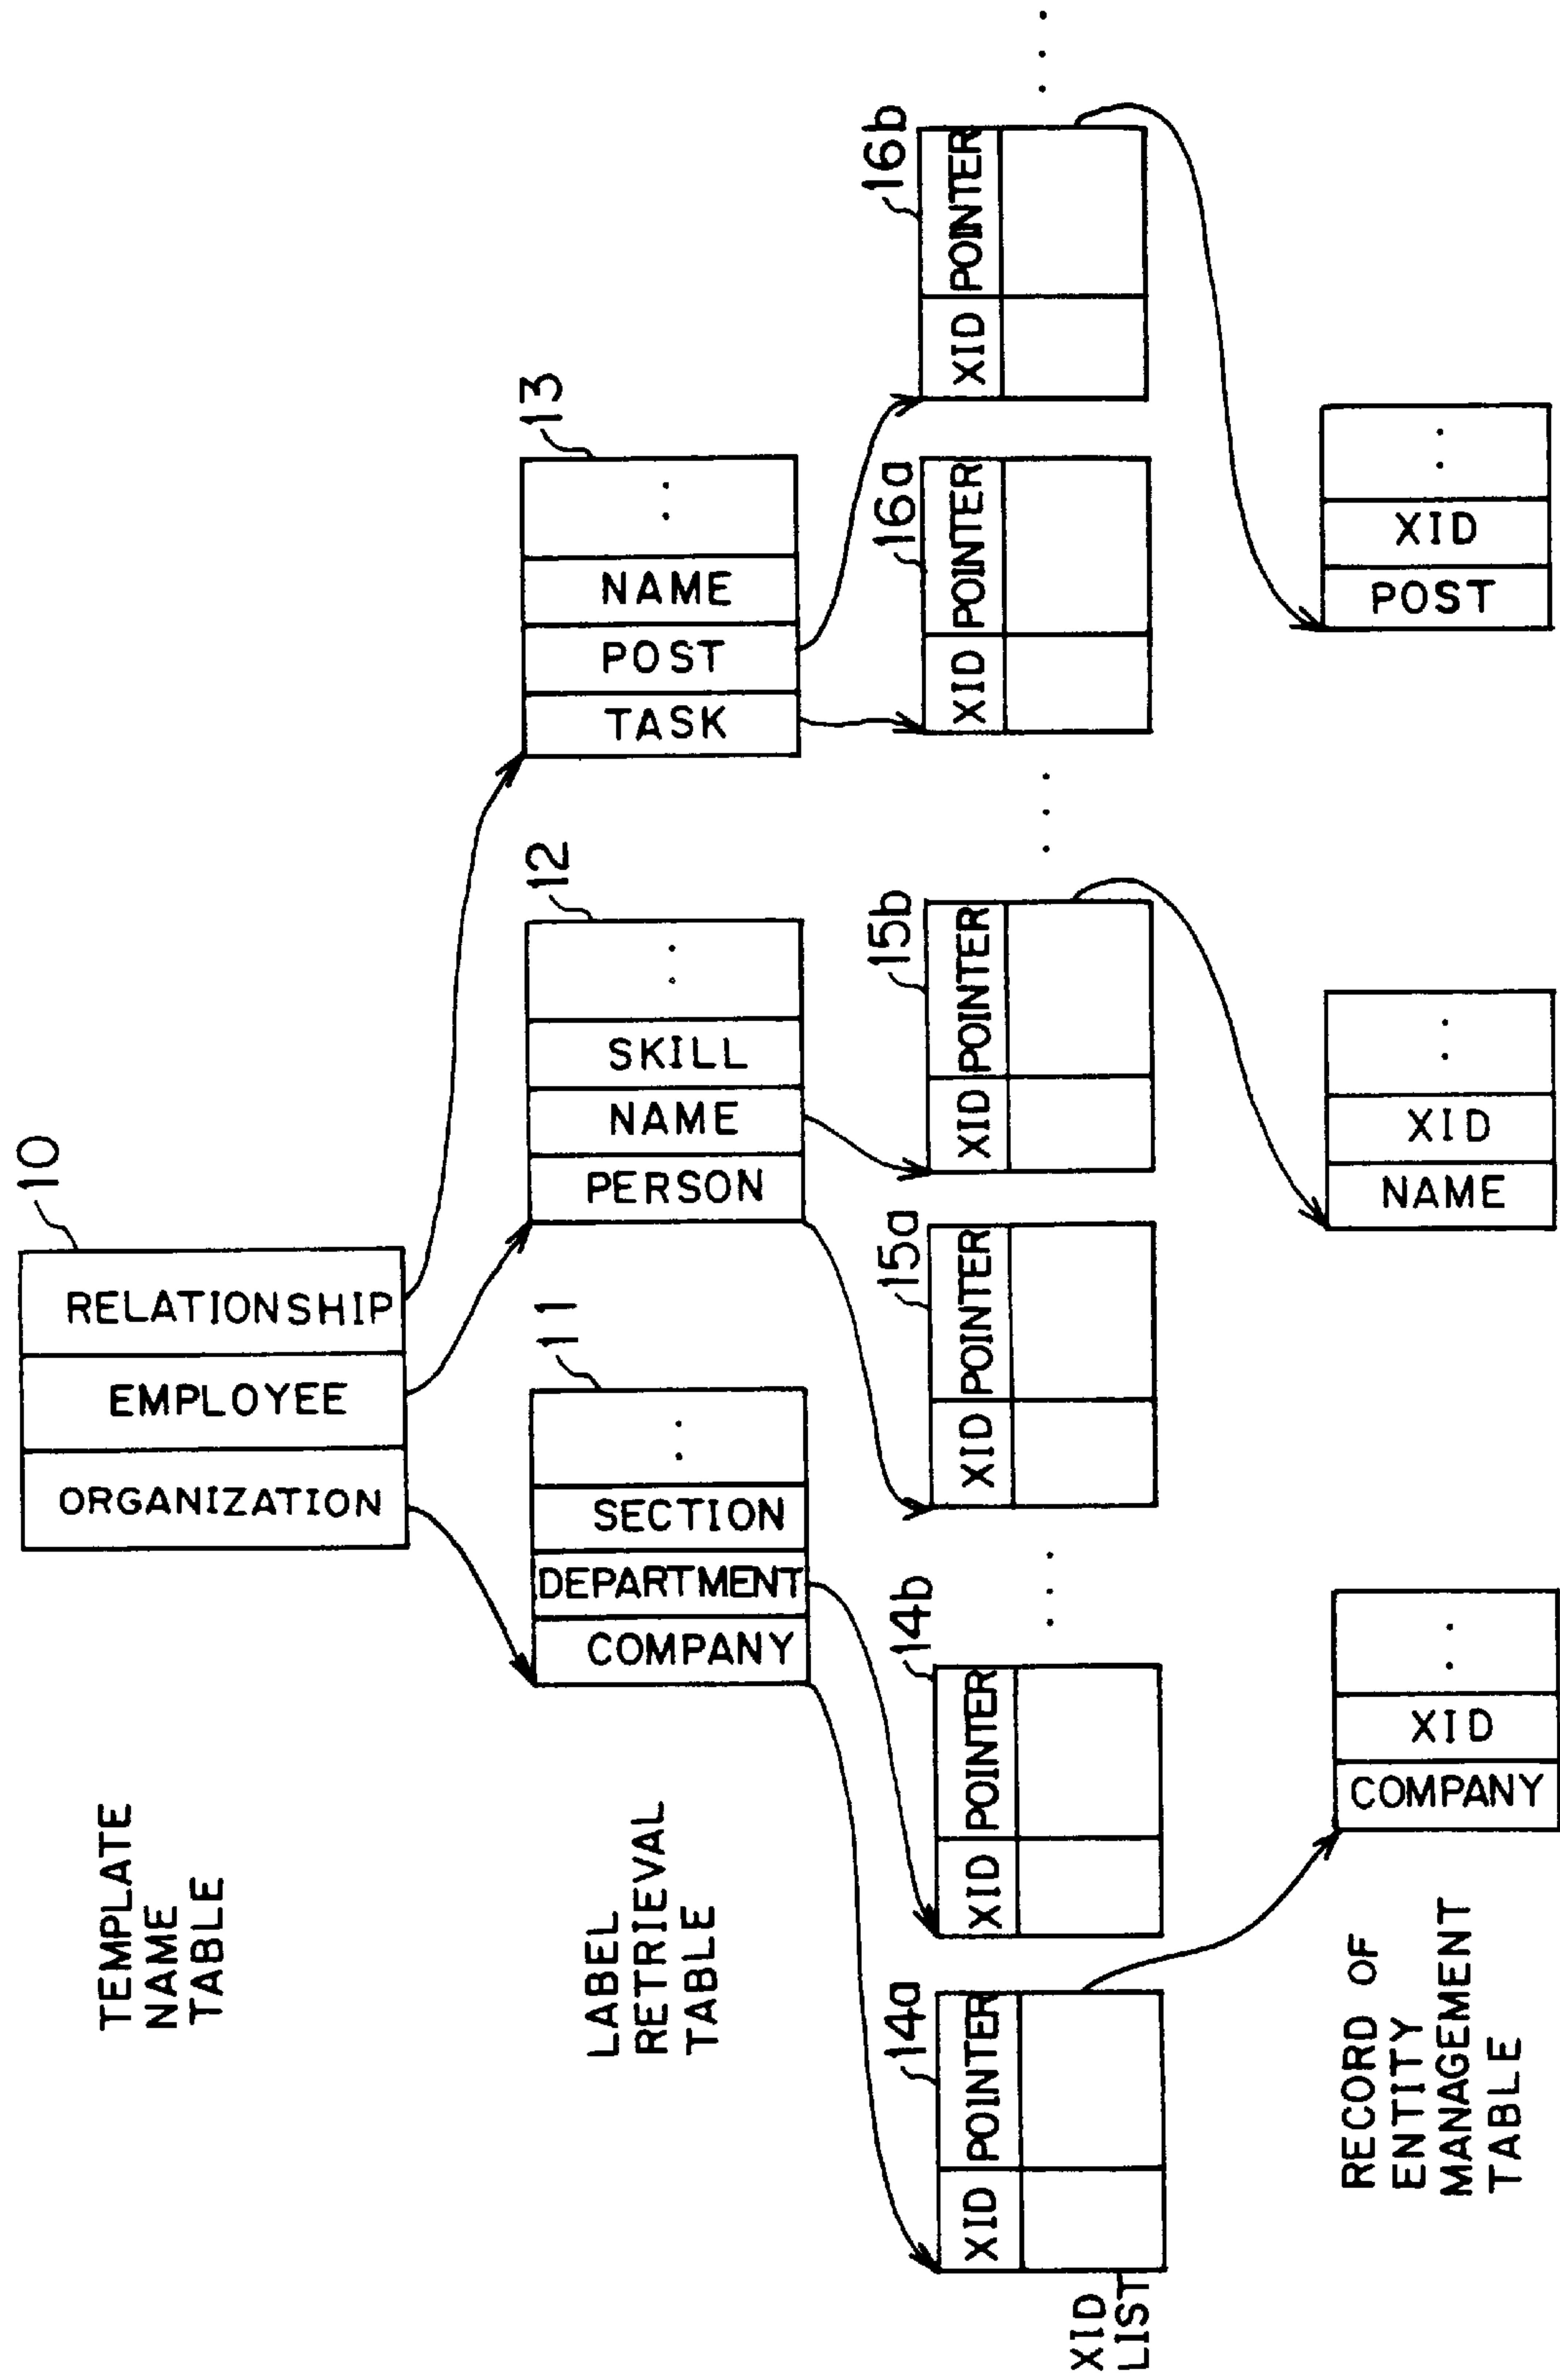 TEMPLATE
NAME
TABLE
10
ORGANIZATION
EMPLOYEE
RELATIONSHIP
LABEL
RETRIEVAL
TABLE
11
COMPANY
DEPARTMENT
SECTION
: 
12
PERSON
NAME
SKILL
: 
13
TASK
POST
NAME
: 
XID
LIST
14a
XID POINTER
14b
XID POINTER
. . .
15a
XID POINTER
15b
XID POINTER
. . .
16a
XID POINTER
16b
XID POINTER
. . .
RECORD OF
ENTITY
MANAGEMENT
TABLE
COMPANY XID :
NAME XID :
POST XID :